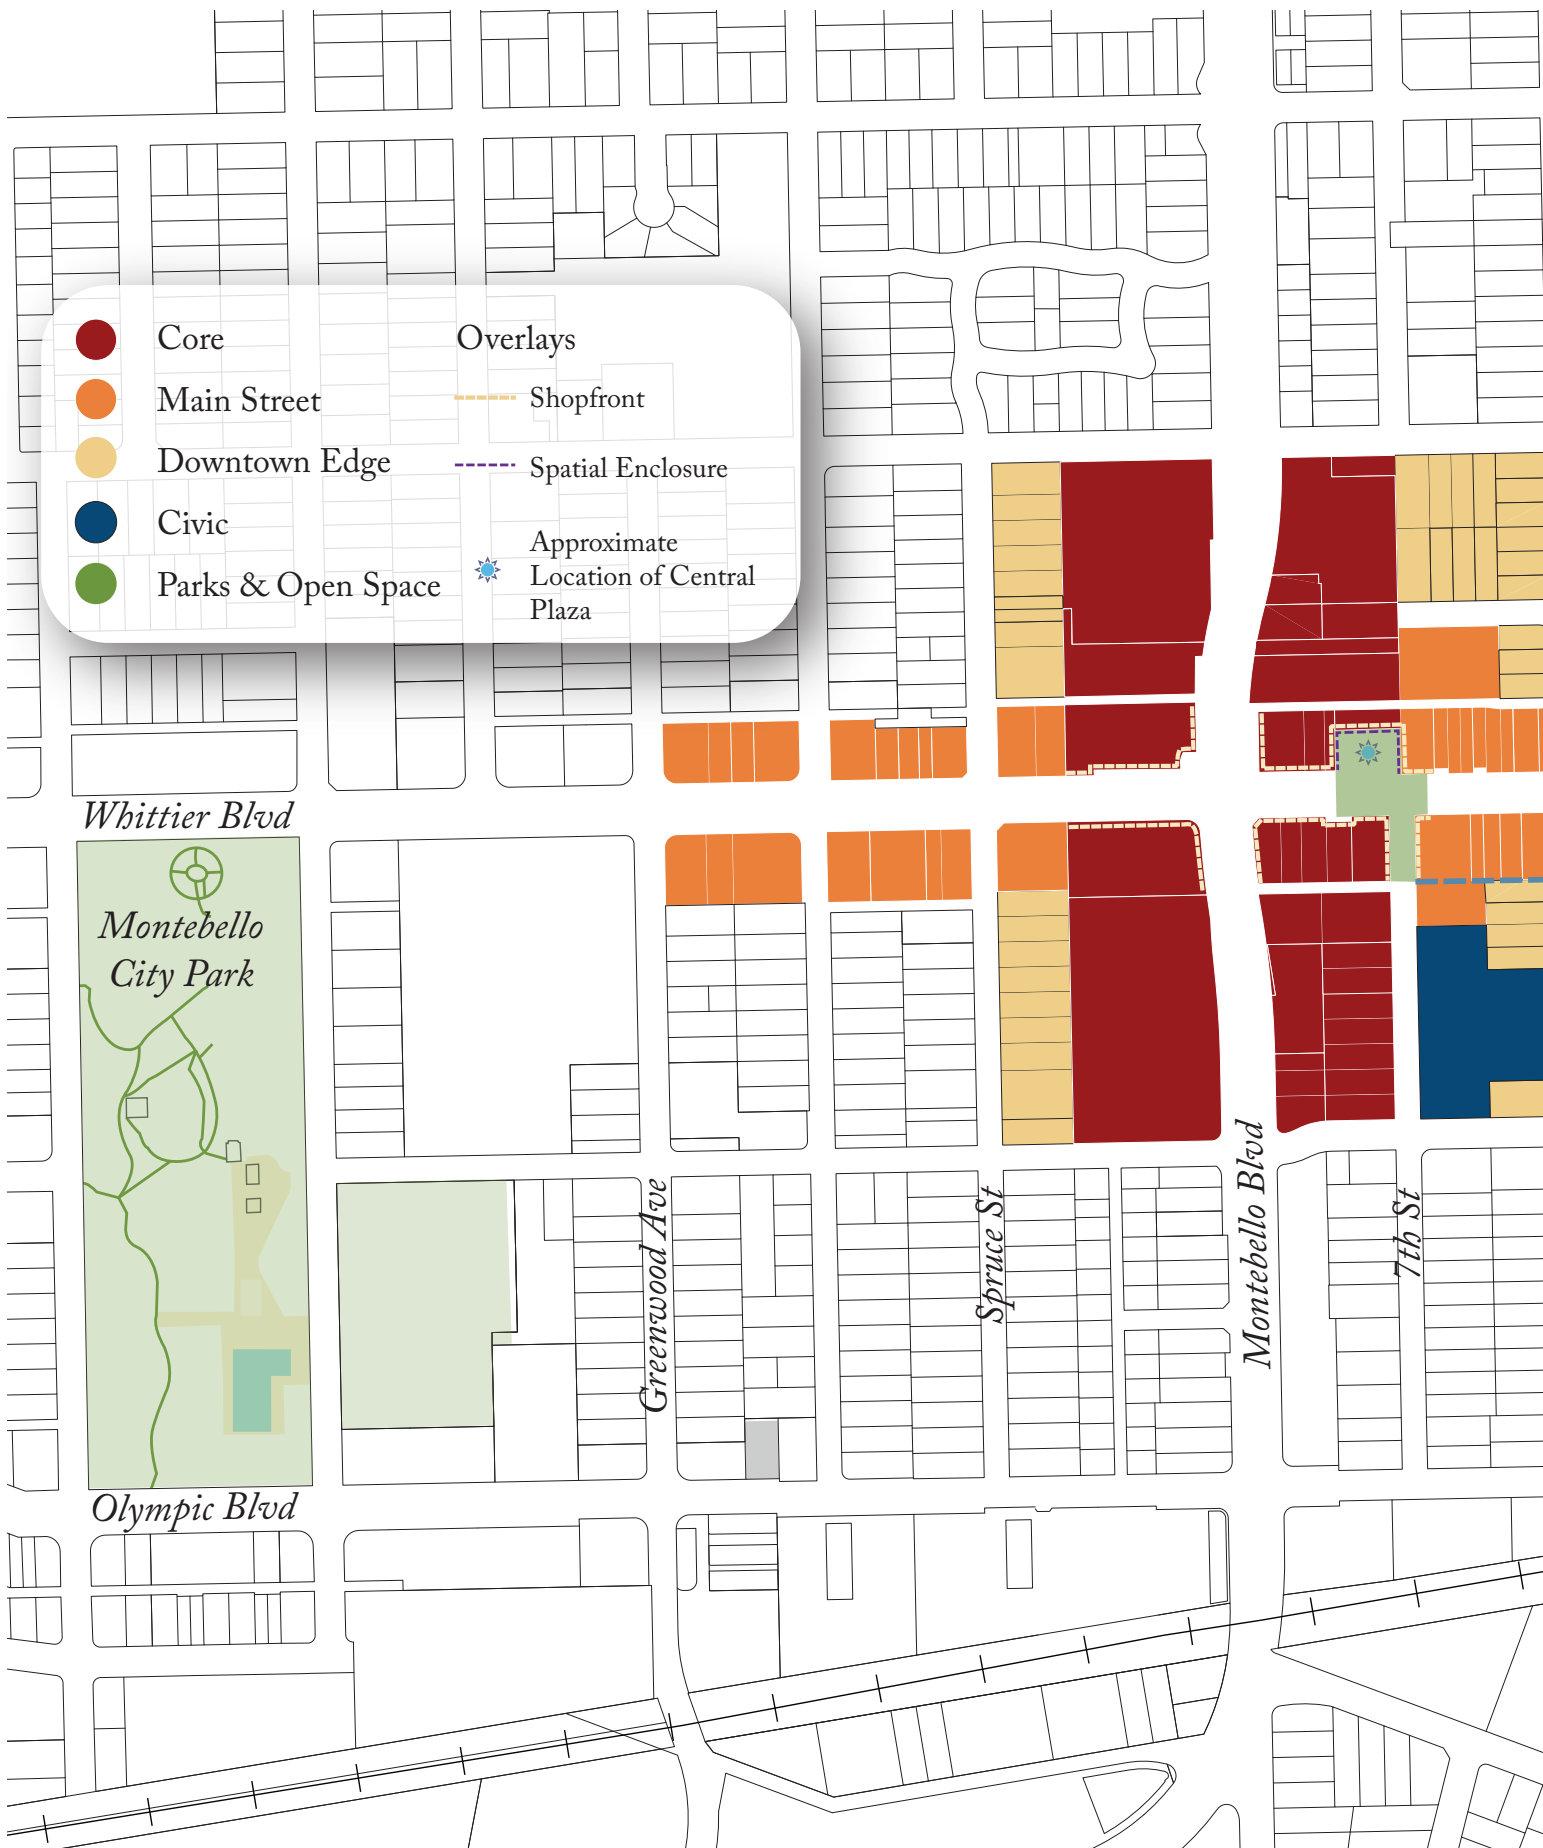 Core
Main Street
Downtown Edge
Civic
Parks & Open Space
Overlays
Shopfront
Spatial Enclosure
Approximate
Location of Central
Plaza
Whittier Blvd
Montebello
City Park
Greenwood Ave
Spruce St
Montebello Blvd
7th St
Olympic Blvd